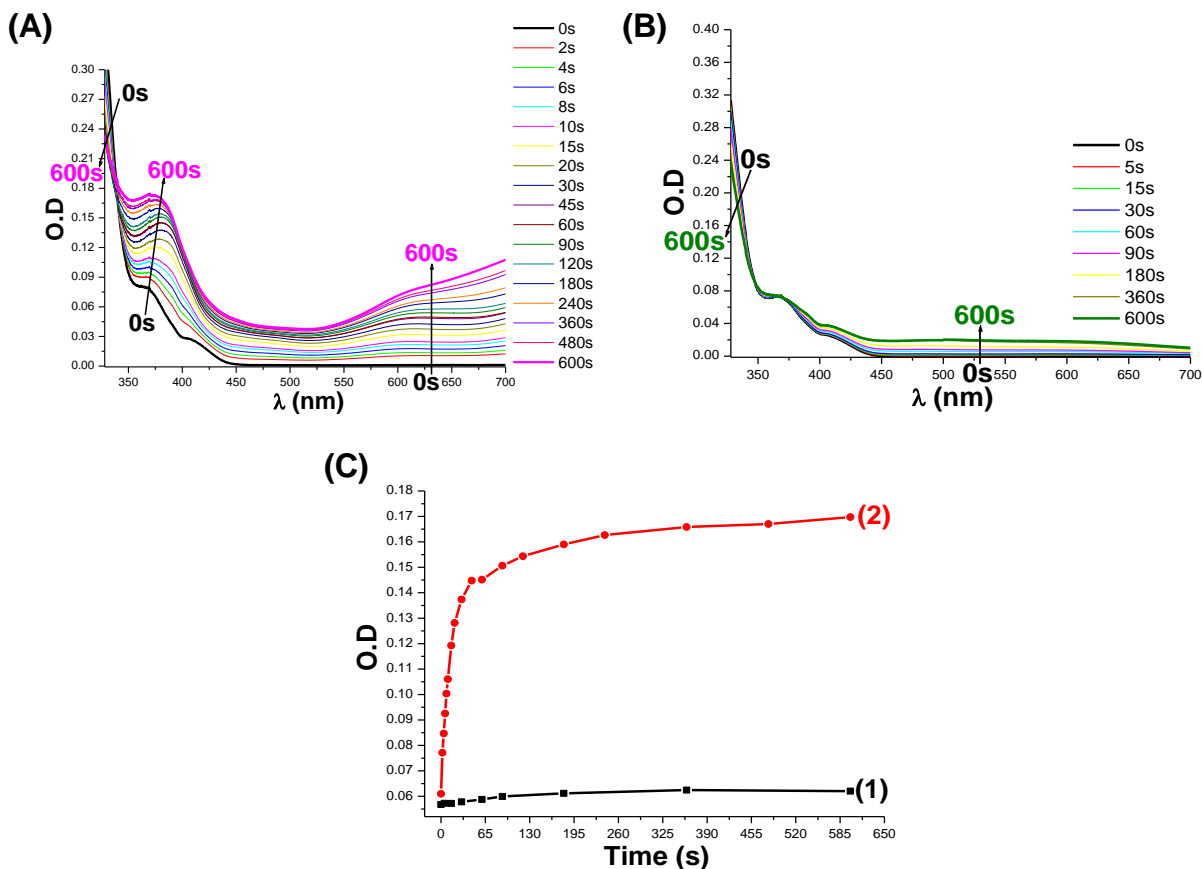 (A)
0.30
0.27
0.24
0.21
0.18
0.15
0.12
0.09
0.06
0.03
0.00
O.D
350
400
450
500
550
600
650
700
λ (nm)
0s
600s
600s
0s
600s
0s
0s
2s
4s
6s
8s
10s
15s
20s
30s
45s
60s
90s
120s
180s
240s
360s
480s
600s
(B)
0.40
0.36
0.32
0.28
0.24
0.20
0.16
0.12
0.08
0.04
0.00
O.D
350
400
450
500
550
600
650
700
λ (nm)
0s
600s
600s
0s
0s
5s
15s
30s
60s
90s
180s
360s
600s
(C)
0.18
0.17
0.16
0.15
0.14
0.13
0.12
0.11
0.10
0.09
0.08
0.07
0.06
O.D
0 65 130 195 260 325 390 455 520 585 650
Time (s)
(2)
(1)